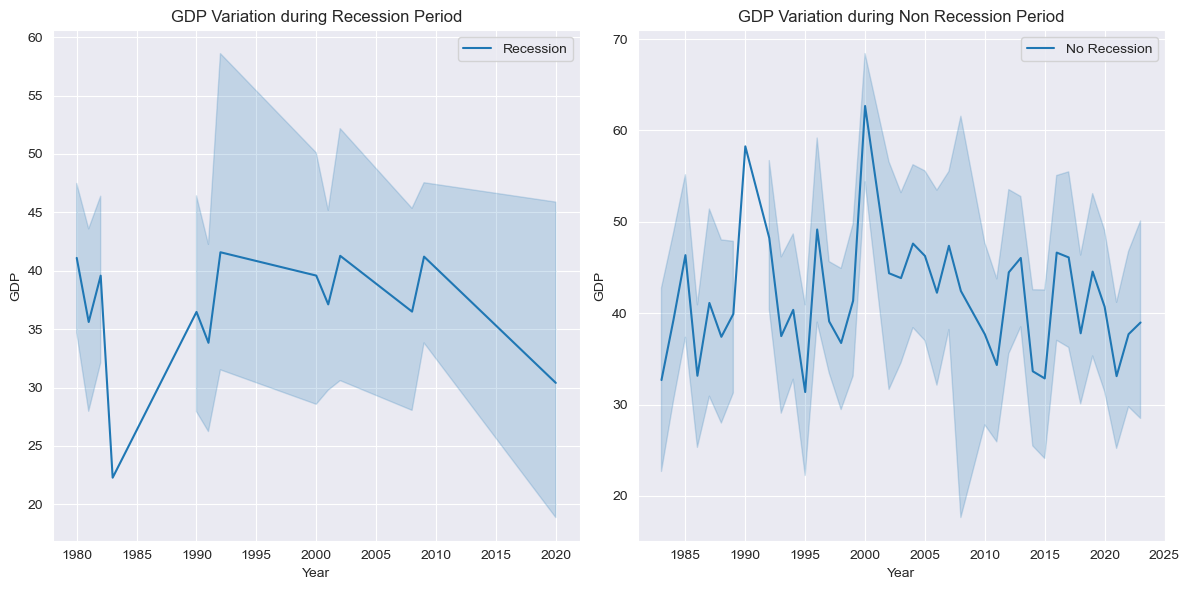 GDP Variation during Recession Period
Recession
60
55
50
45
40
35
30
25
20
GDP
1980 1985 1990 1995 2000 2005 2010 2015 2020
Year
GDP Variation during Non Recession Period
No Recession
70
60
50
40
30
20
GDP
1985 1990 1995 2000 2005 2010 2015 2020 2025
Year